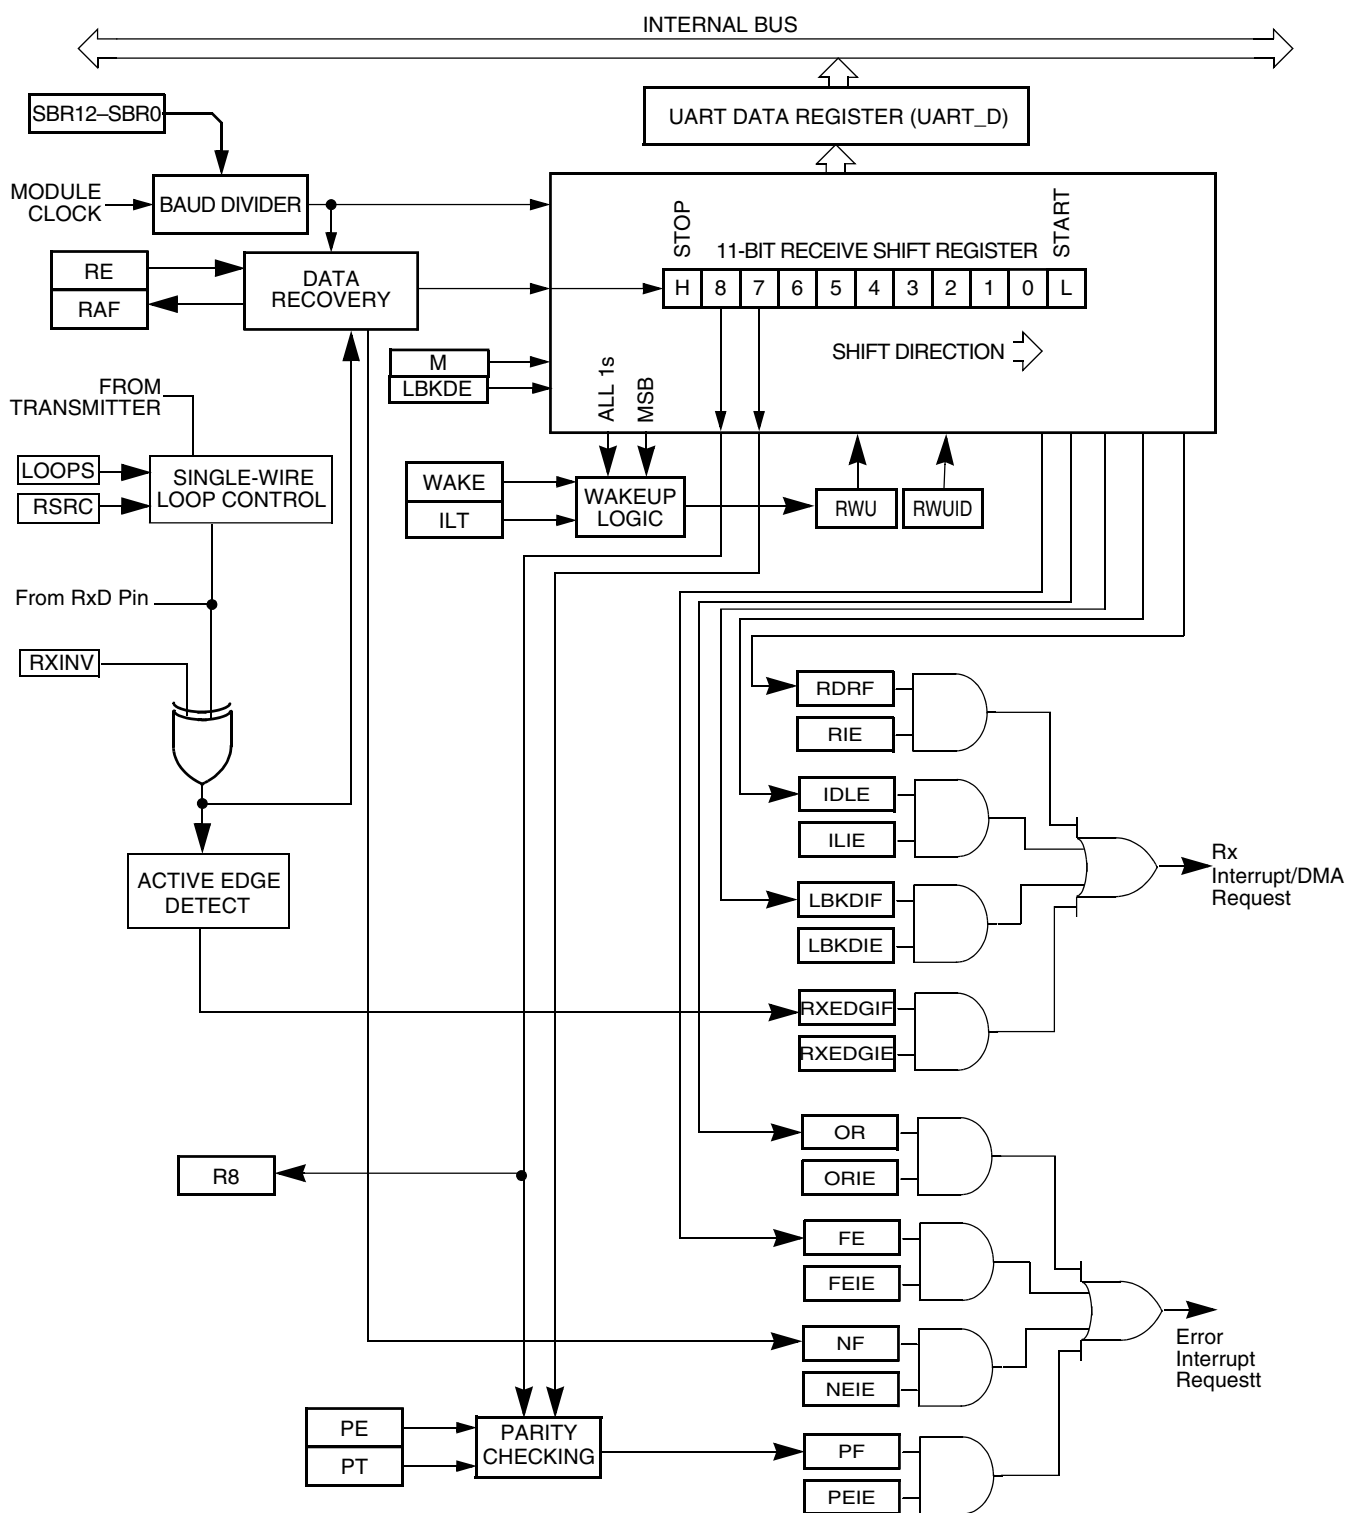 INTERNAL BUS
SBR12–SBR0
UART DATA REGISTER (UART_D)
MODULE
CLOCK
BAUD DIVIDER
STOP
START
11-BIT RECEIVE SHIFT REGISTER
RE
RAF
DATA
RECOVERY
H 8 7 6 5 4 3 2 1 0 L
M
LBKDE
SHIFT DIRECTION
ALL 1s
MSB
FROM
TRANSMITTER
LOOPS
RSRC
SINGLE-WIRE
LOOP CONTROL
WAKE
ILT
WAKEUP
LOGIC
RWU
RWUID
From RxD Pin
RXINV
RDRF
RIE
IDLE
ILIE
Rx
Interrupt/DMA
Request
ACTIVE EDGE
DETECT
LBKDIF
LBKDIE
RXEDGIF
RXEDGIE
OR
ORIE
R8
FE
FEIE
NF
NEIE
Error
Interrupt
Requestt
PE
PT
PARITY
CHECKING
PF
PEIE